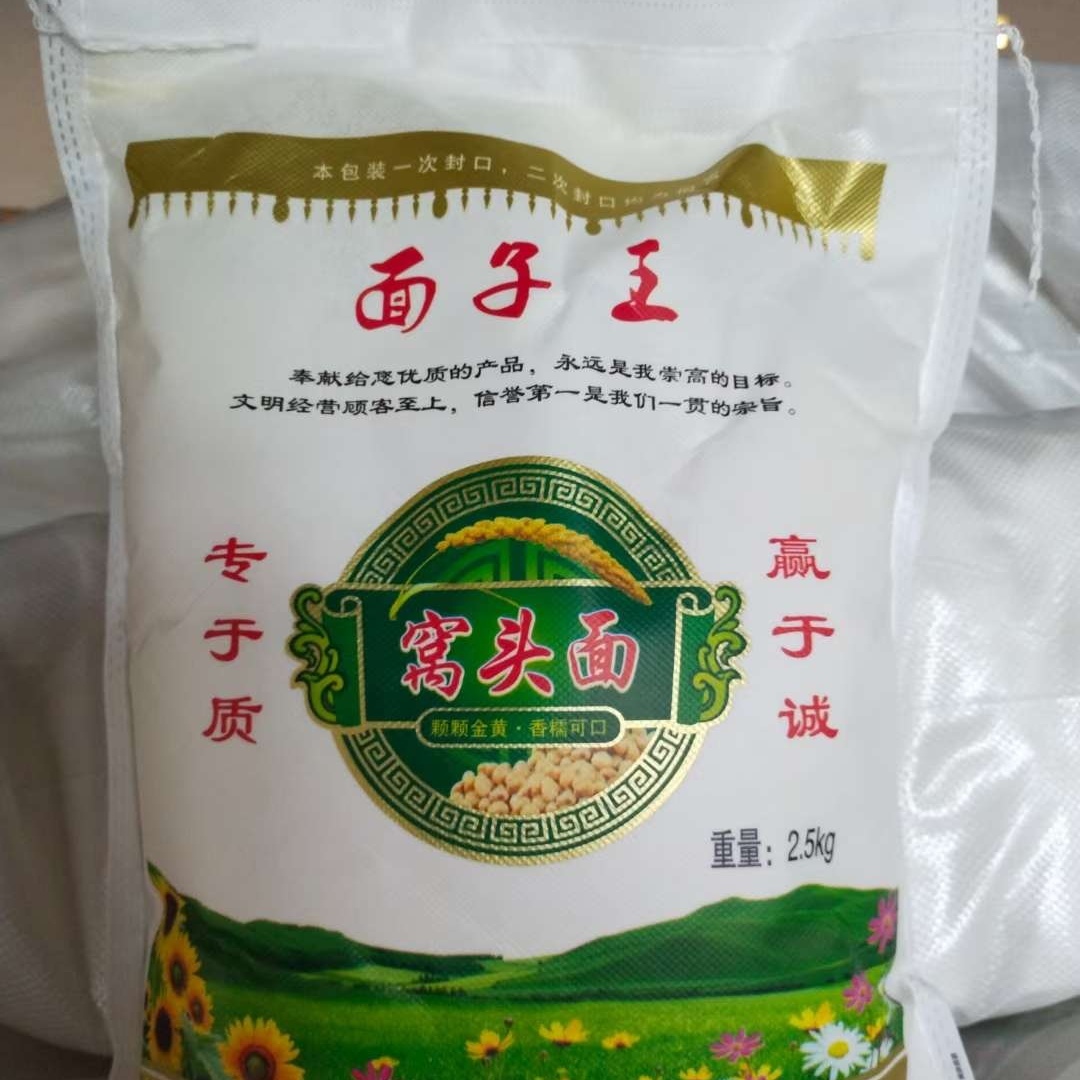 本包装一次封口，二次封口
面子王
奉献给您优质的产品，永远是我崇高的目标。
文明经营顾客至上，信誉第一是我们一贯的宗旨。
专于质
赢于诚
窝头面
颗颗金黄·香糯可口
重量：2.5kg